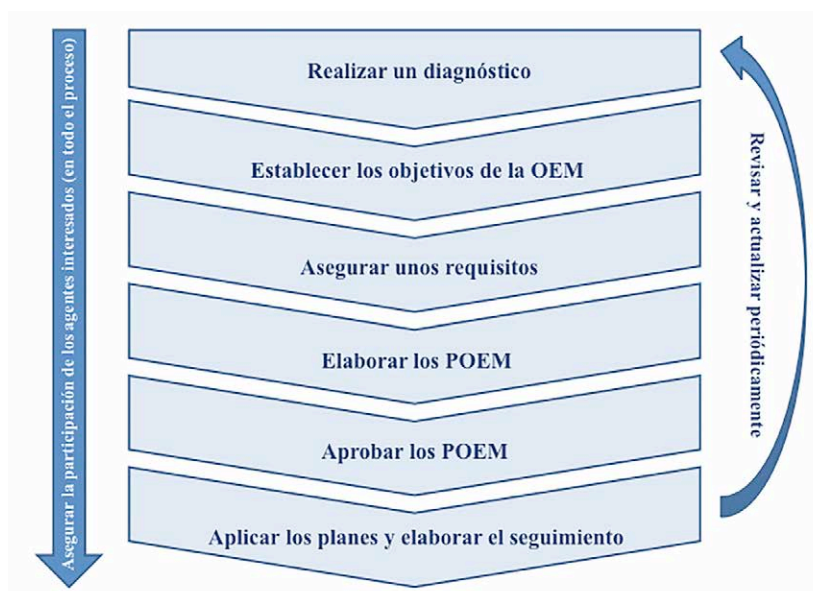 Asegurar la participación de los agentes interesados (en todo el proceso)
Realizar un diagnóstico
Establecer los objetivos de la OEM
Asegurar unos requisitos
Elaborar los POEM
Aprobar los POEM
Aplicar los planes y elaborar el seguimiento
Revisar y actualizar periódicamente